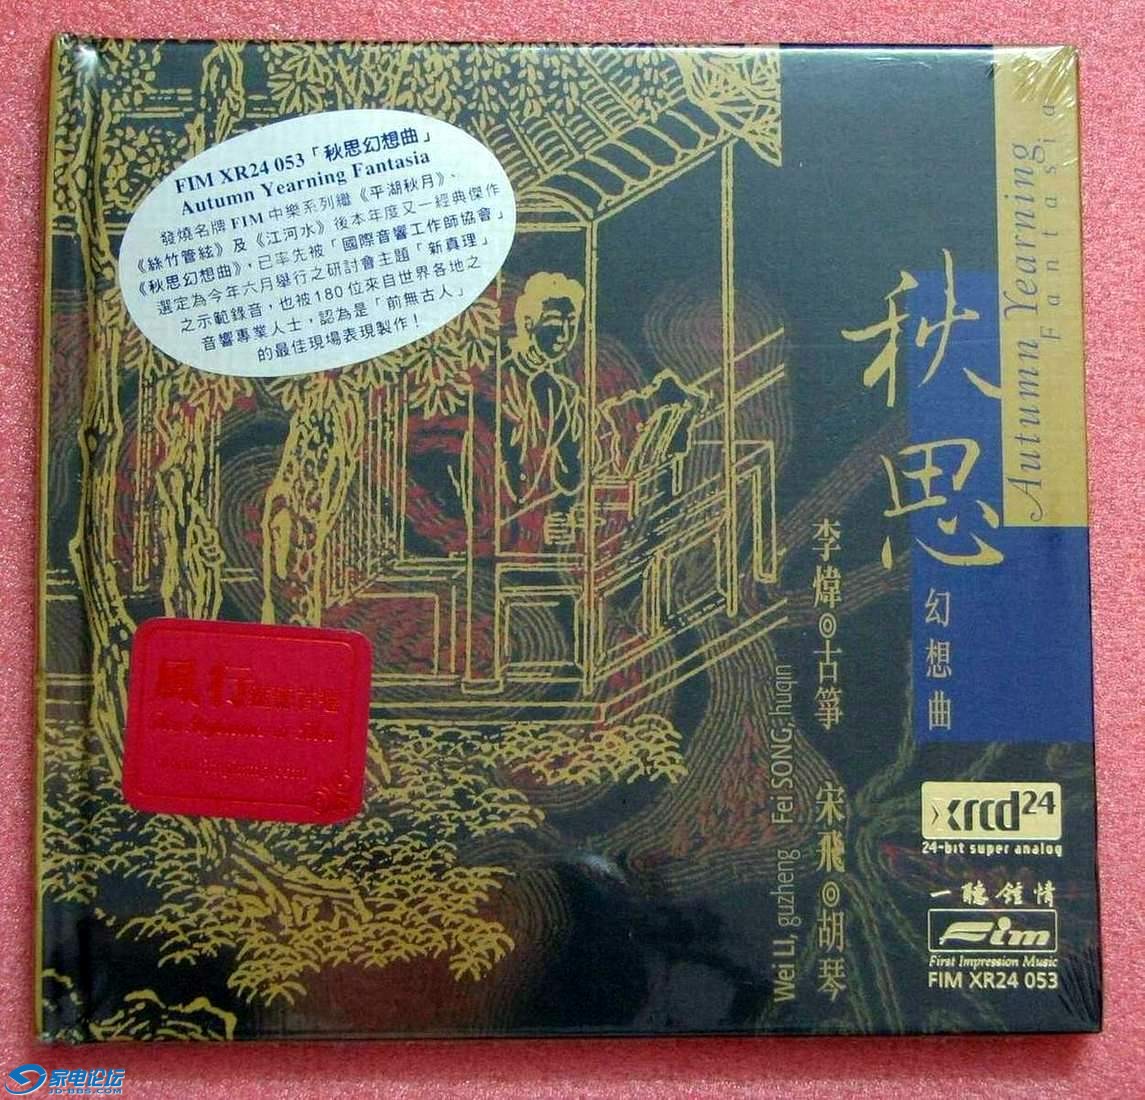 FIM XR24 053「秋思幻想曲」
Autumn Yearning Fantasia
發燒名牌 FIM 中樂系列繼《平湖秋月》、
《絲竹管絃》及《江河水》後本年度又一經典傑作
《秋思幻想曲》,已率先被「國際音響工作師協會」
選定為今年六月舉行之研討會主題「新真理」
之示範錄音,也被180位來自世界各地之
音響專業人士,認為是「前無古人」
的最佳現場表現製作!
Autumn Yearning
Fantasia
秋思
幻想曲
李煒◎古箏 宋飛◎胡琴
Wei LI, guzheng Fei SONG, huqin
風行
xrcd24
24-bit super analog
一聽鍾情
Fim
First Impression Music
FIM XR24 053
家电论坛
JD-BBS.COM